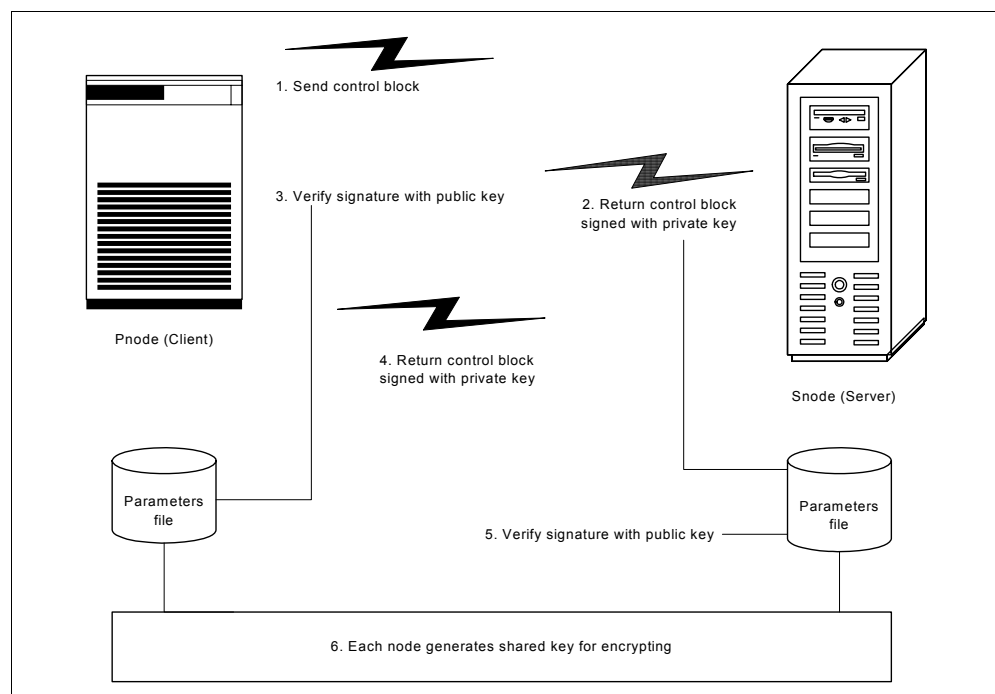 1. Send control block
3. Verify signature with public key
2. Return control block
signed with private key
Pnode (Client)
4. Return control block
signed with private key
Snode (Server)
Parameters
file
Parameters
file
5. Verify signature with public key
6. Each node generates shared key for encrypting